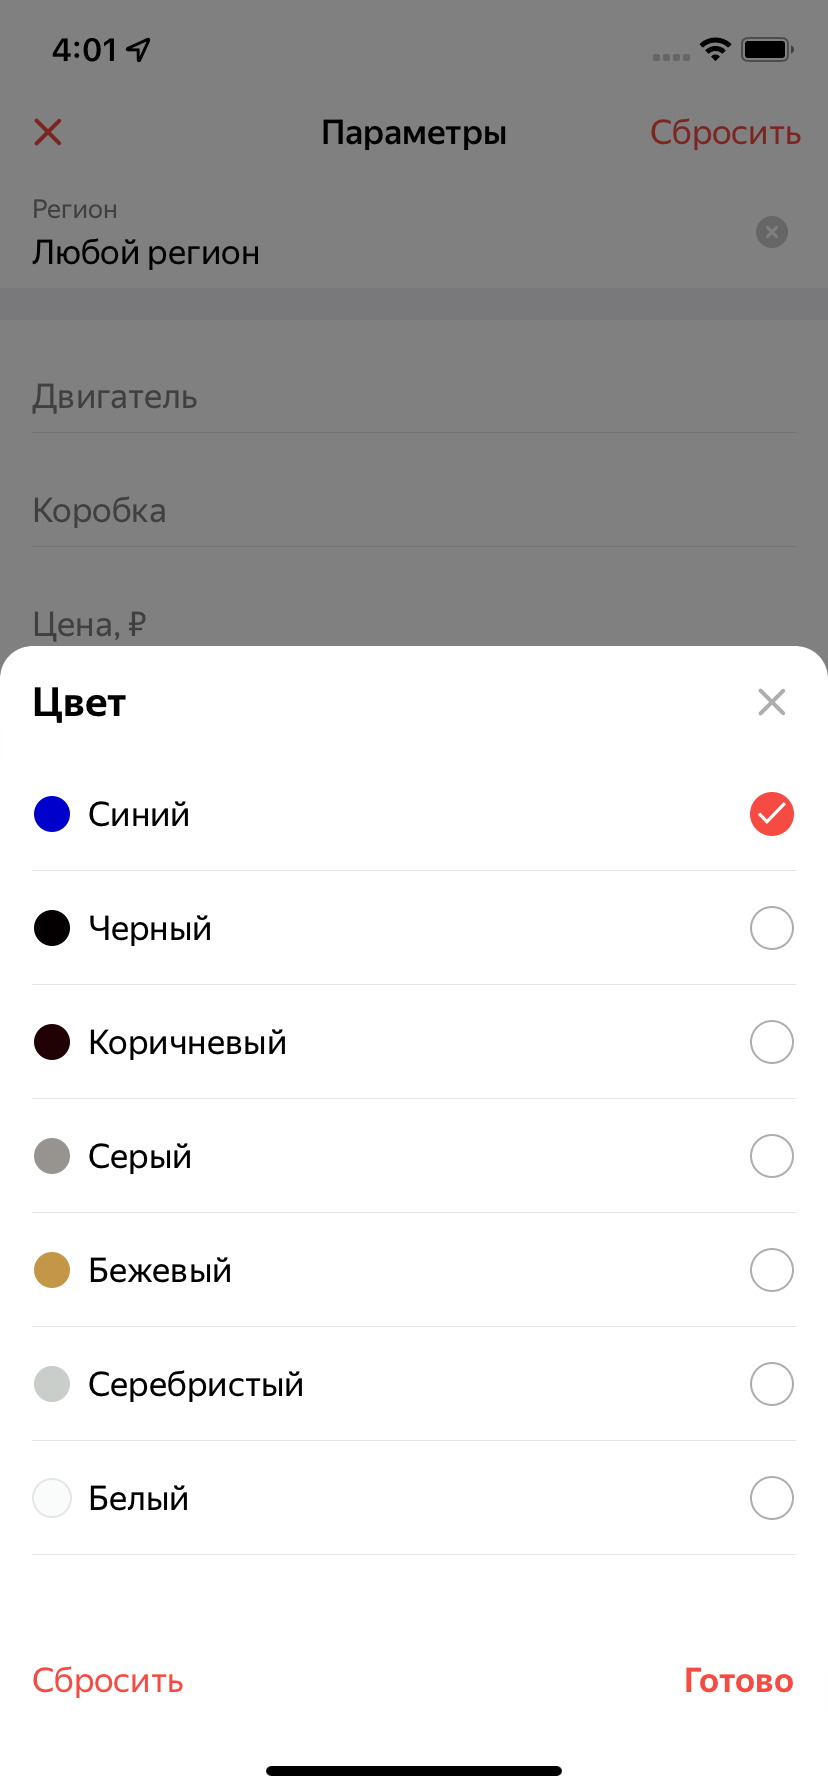 4:01
Параметры
Сбросить
Регион
Любой регион
Двигатель
Коробка
Цена, ₽
Цвет
Синий
Черный
Коричневый
Серый
Бежевый
Серебристый
Белый
Сбросить
Готово